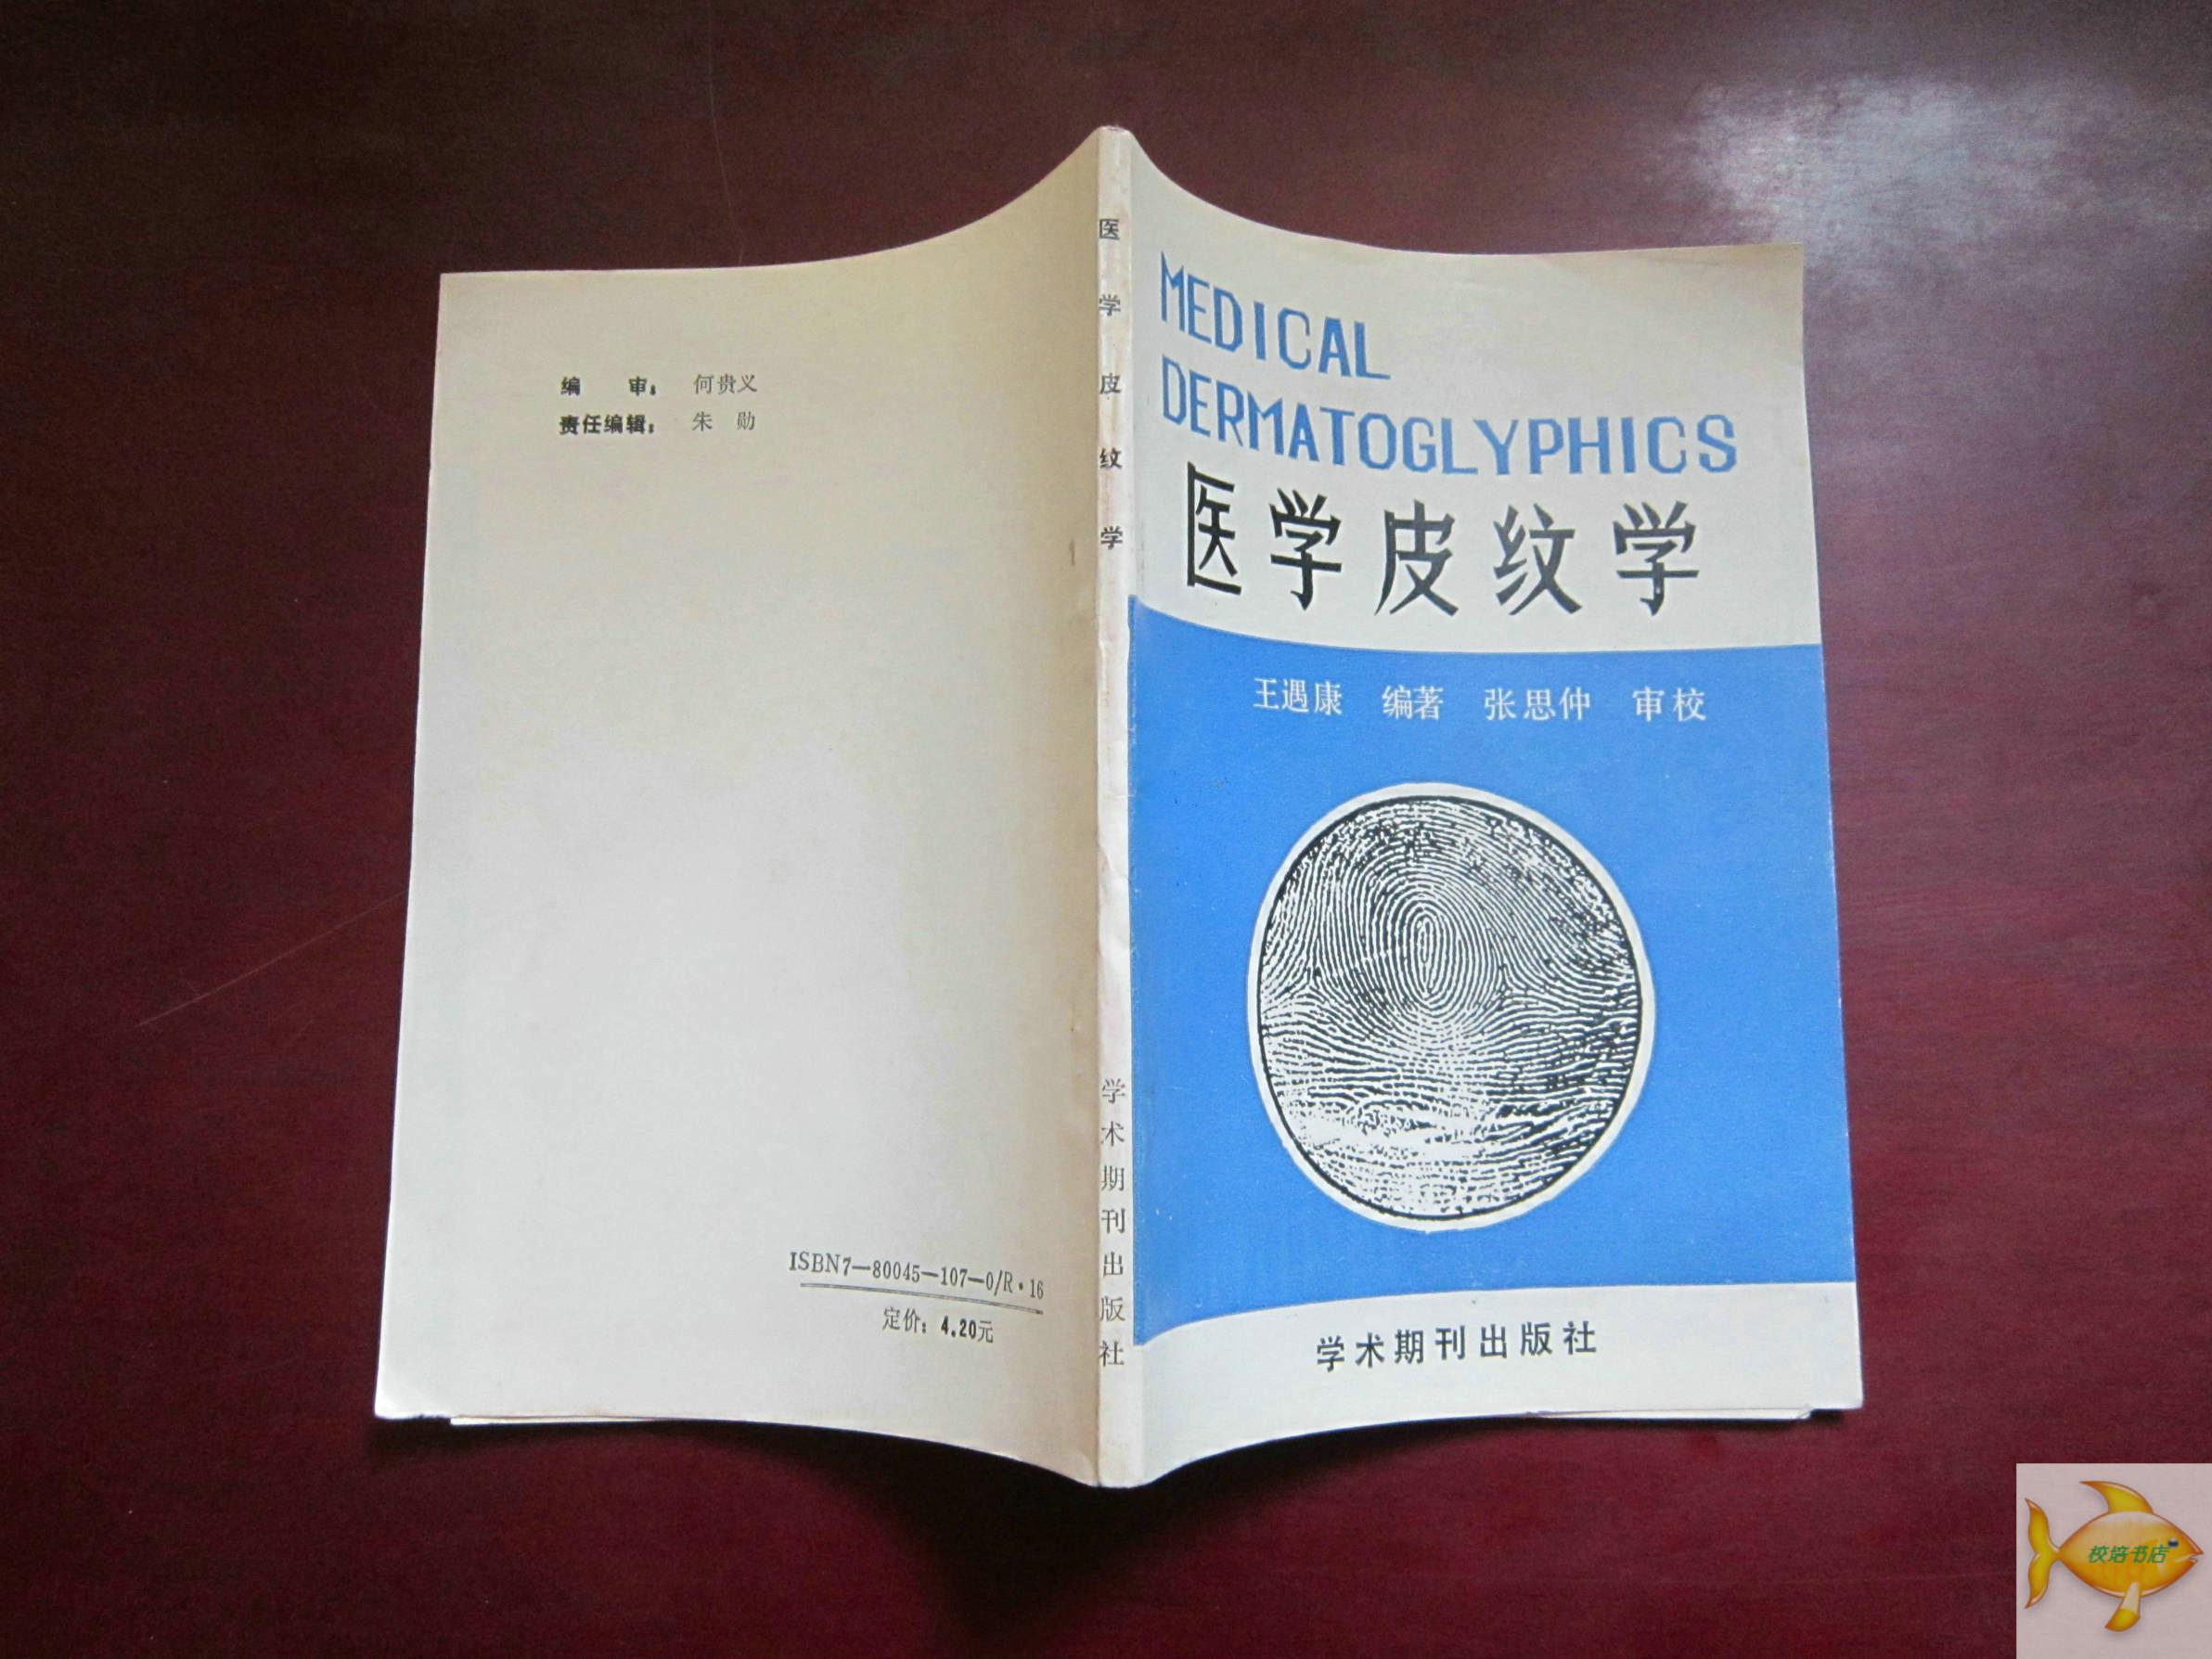 编 审： 何贵义
责任编辑： 朱 勋
ISBN7—80045—107—0/R·16
定价：4.20元
医学皮纹学
学术期刊出版社
MEDICAL
DERMATOGLYPHICS
医学皮纹学
王遇康 编著 张思仲 审校
学术期刊出版社
校培书店